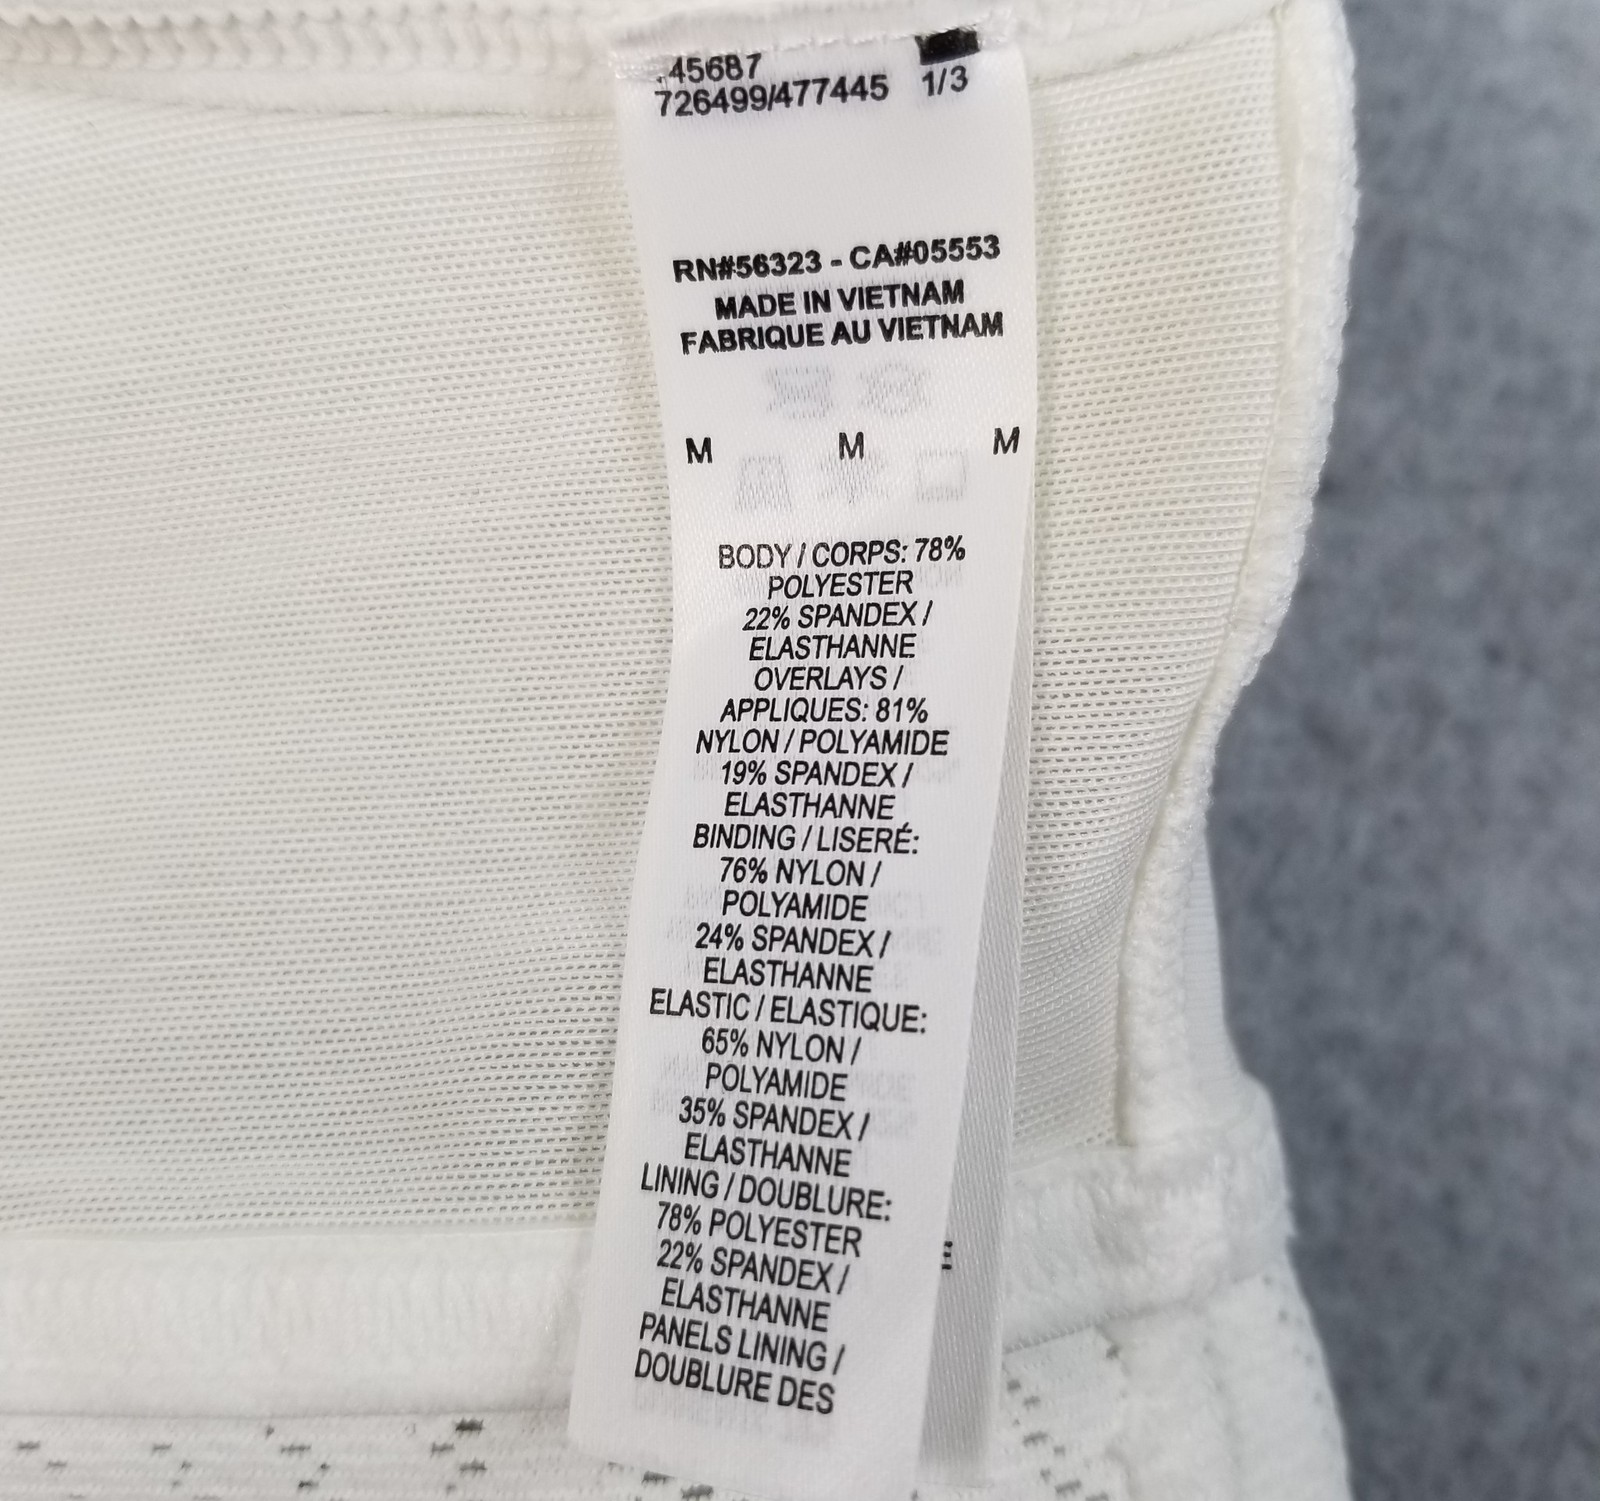 45687
726499/477445 1/3
RN#56323 - CA#05553
MADE IN VIETNAM
FABRIQUE AU VIETNAM
M M M
BODY / CORPS: 78%
POLYESTER
22% SPANDEX /
ELASTHANNE
OVERLAYS /
APPLIQUES: 81%
NYLON / POLYAMIDE
19% SPANDEX /
ELASTHANNE
BINDING / LISERÉ:
76% NYLON /
POLYAMIDE
24% SPANDEX /
ELASTHANNE
ELASTIC / ELASTIQUE:
65% NYLON /
POLYAMIDE
35% SPANDEX /
ELASTHANNE
LINING / DOUBLURE:
78% POLYESTER
22% SPANDEX /
ELASTHANNE
PANELS LINING /
DOUBLURE DES